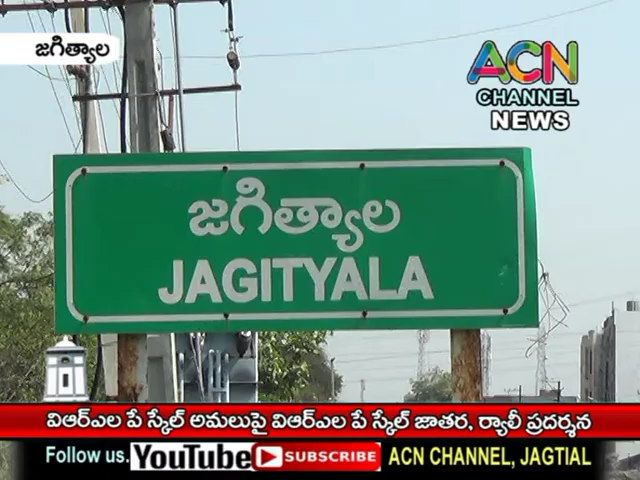 జగిత్యాల
ACN
CHANNEL
NEWS
జగిత్యాల
JAGITYALA
విఆర్ఎల పే స్కేల్ అమలుపై విఆర్ఎల పే స్కేల్ జాతర, ర్యాలీ ప్రదర్శన
Follow us. YouTube SUBSCRIBE ACN CHANNEL, JAGTIAL